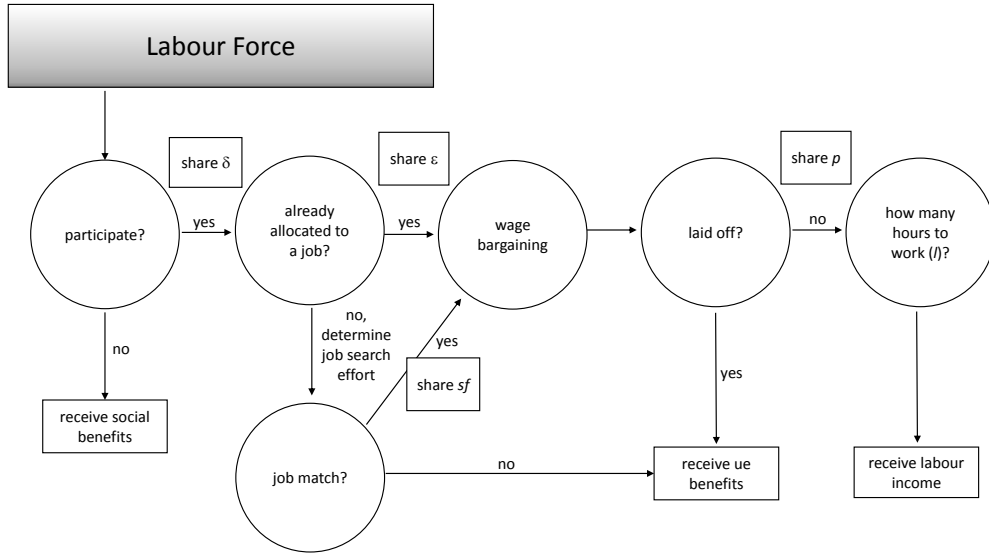 Labour Force
share δ
share ε
share p
participate?
yes
already
allocated to
a job?
yes
wage
bargaining
laid off?
no
how many
hours to
work (l)?
no
no,
determine
job search
effort
yes
share sf
yes
receive social
benefits
job match?
no
receive ue
benefits
receive labour
income